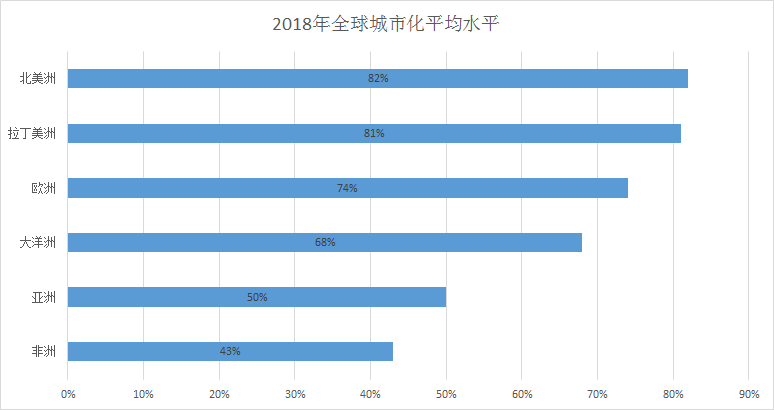 2018年全球城市化平均水平
北美洲 82%
拉丁美洲 81%
欧洲 74%
大洋洲 68%
亚洲 50%
非洲 43%
0% 10% 20% 30% 40% 50% 60% 70% 80% 90%